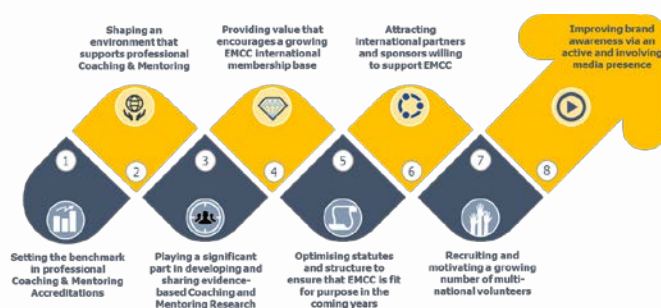 Shaping an
environment that
supports professional
Coaching & Mentoring
Providing value that
encourages a growing
EMCC international
membership base
Attracting
international partners
and sponsors willing
to support EMCC
Improving brand
awareness via an
active and involving
media presence
1
2
3
4
5
6
7
8
Setting the benchmark
in professional
Coaching & Mentoring
Accreditations
Playing a significant
part in developing and
sharing evidence-
based Coaching and
Mentoring Research
Optimising statutes
and structure to
ensure that EMCC is fit
for purpose in the
coming years
Recruiting and
motivating a growing
number of multi-
national volunteers